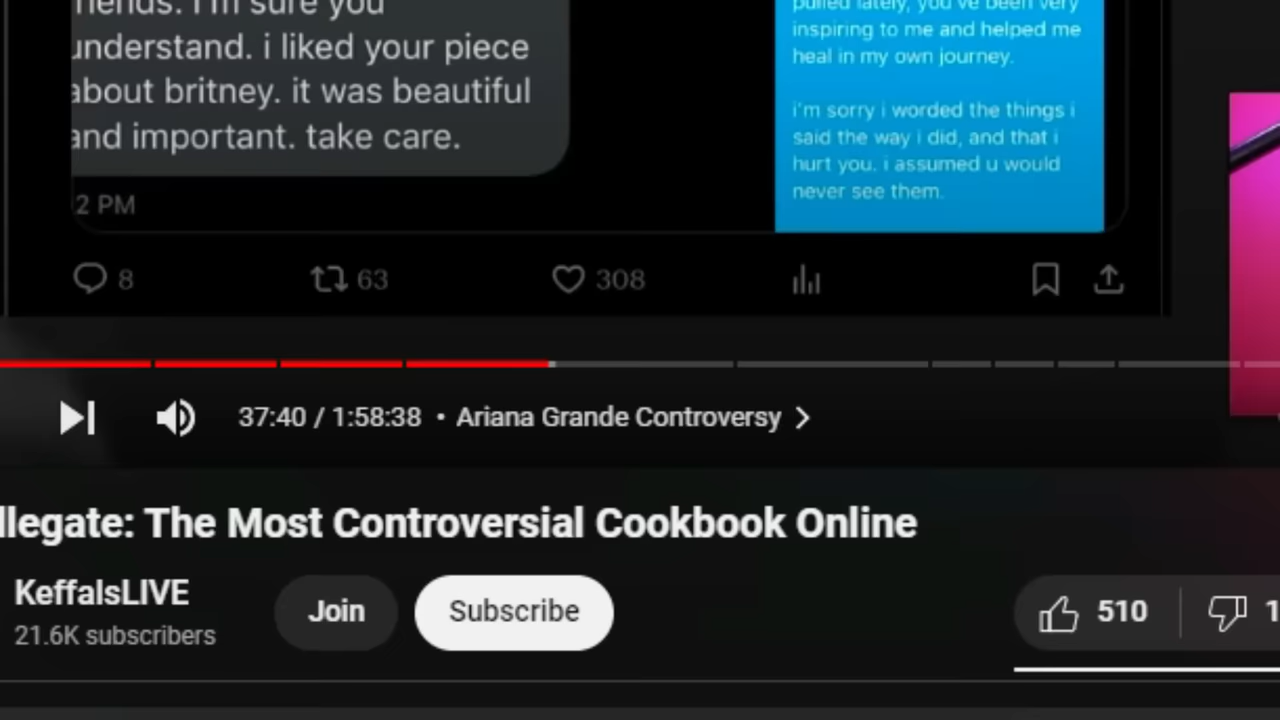 friends. i'm sure you
understand. i liked your piece
about britney. it was beautiful
and important. take care.
2 PM
pulled lately, you've been very
inspiring to me and helped me
heal in my own journey.
i'm sorry i worded the things i
said the way i did, and that i
hurt you. i assumed u would
never see them.
8
63
308
37:40 / 1:58:38 • Ariana Grande Controversy
llegate: The Most Controversial Cookbook Online
KeffalsLIVE
21.6K subscribers
Join
Subscribe
510
1